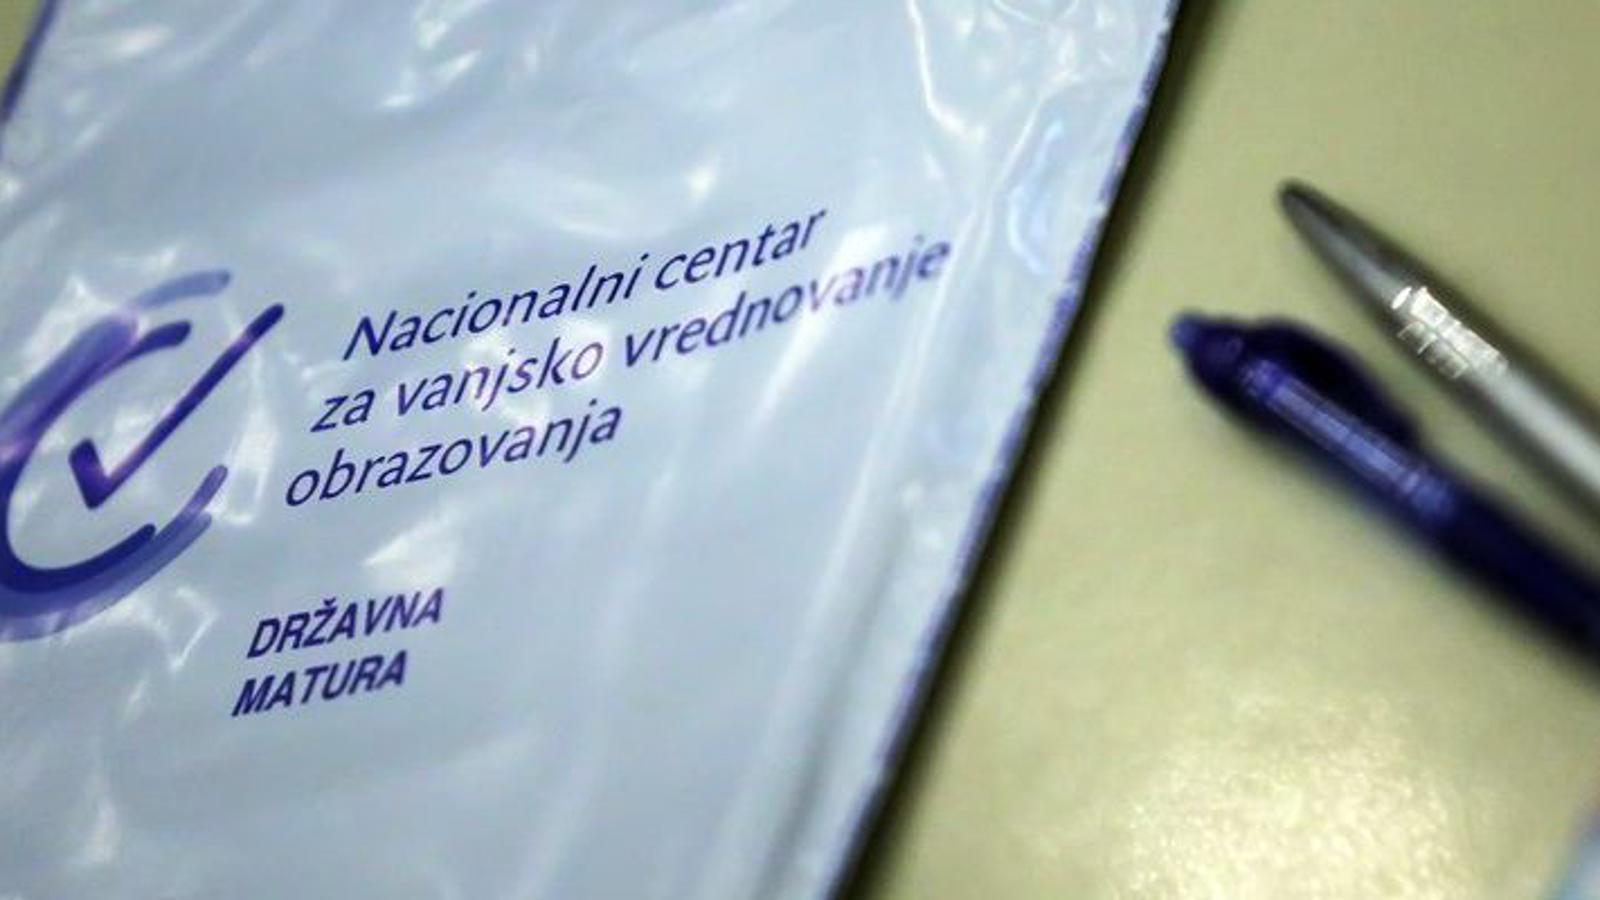 Nacionalni centar
za vanjsko vrednovanje
obrazovanja
DRŽAVNA
MATURA